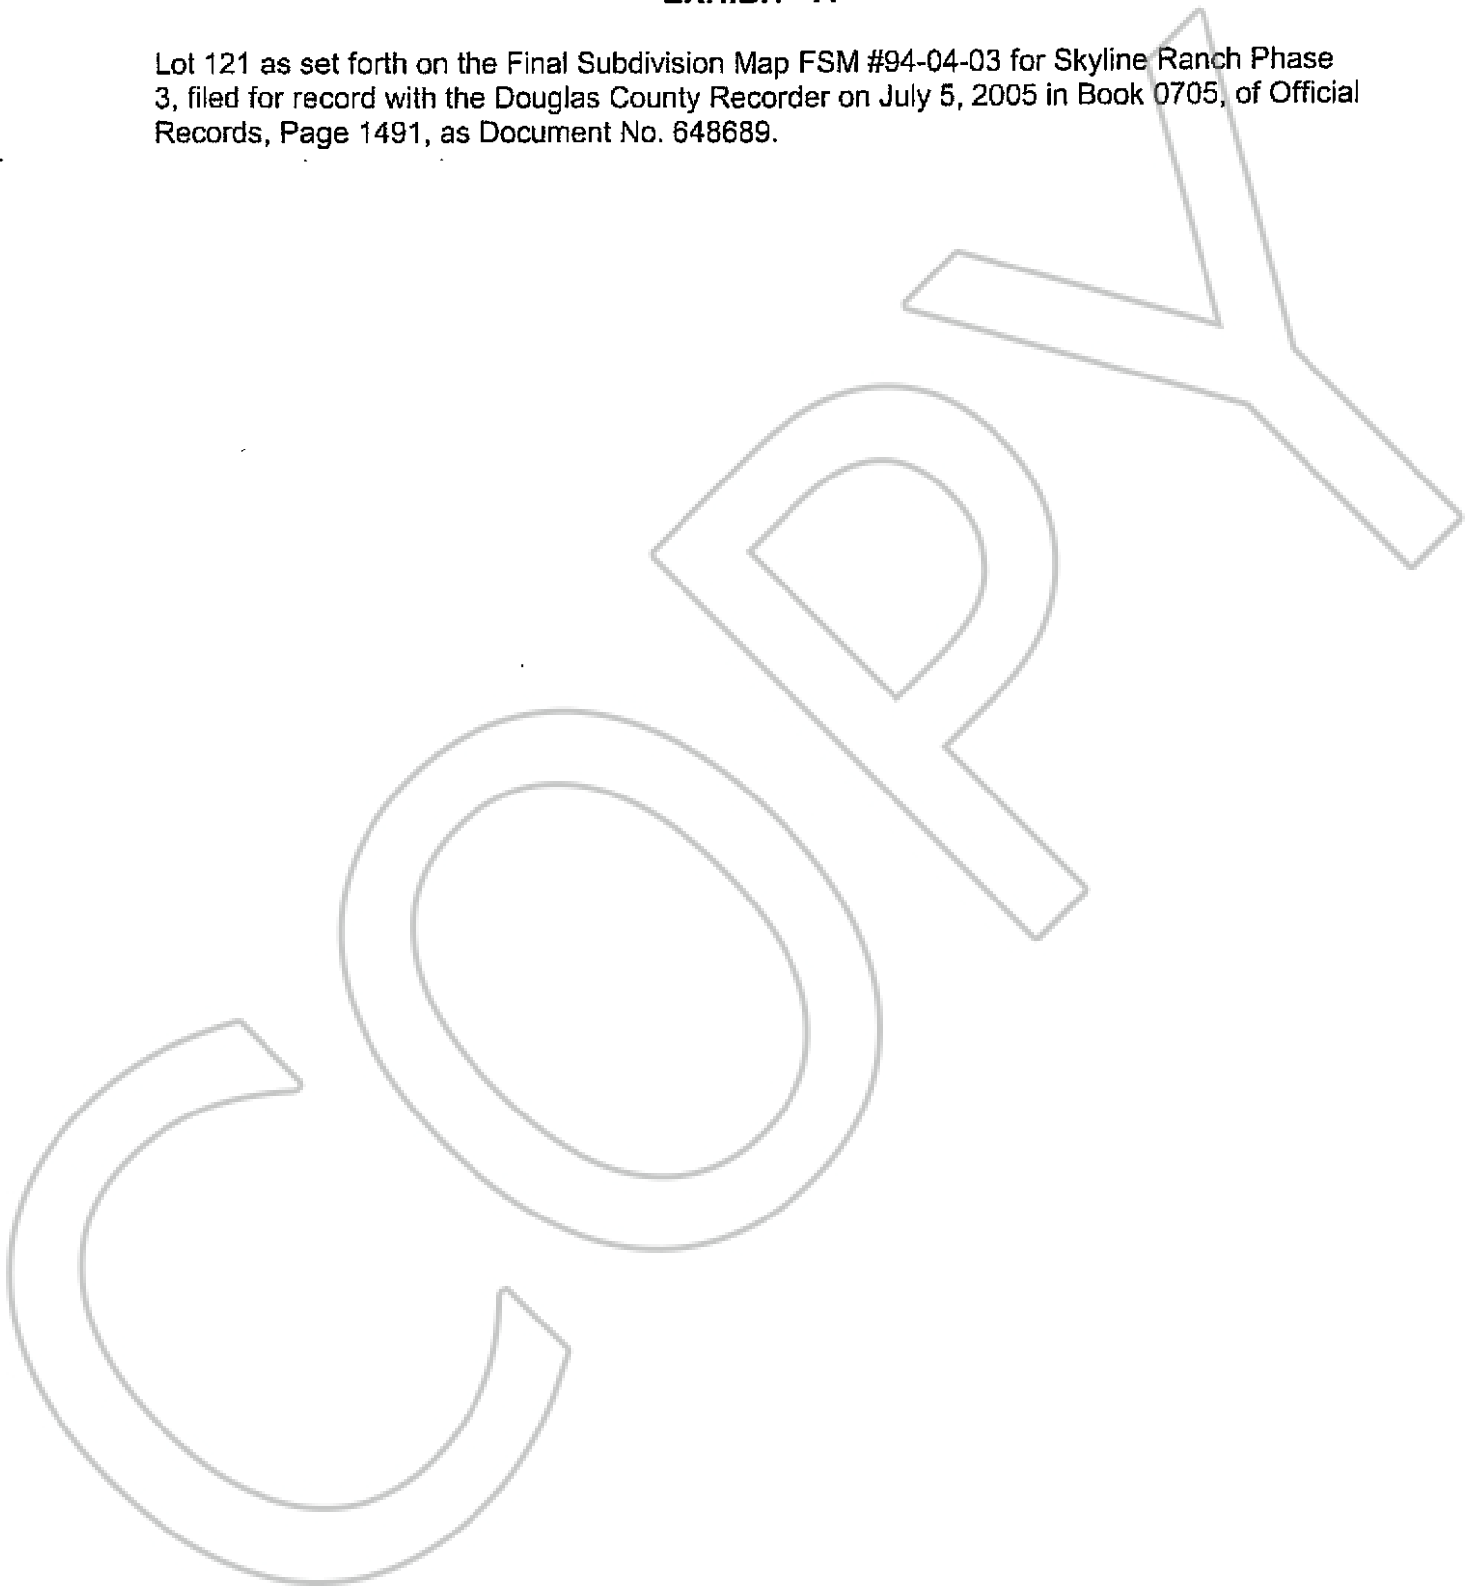 Lot 121 as set forth on the Final Subdivision Map FSM #94-04-03 for Skyline Ranch Phase
3, filed for record with the Douglas County Recorder on July 5, 2005 in Book 0705, of Official
Records, Page 1491, as Document No. 648689.
COPY